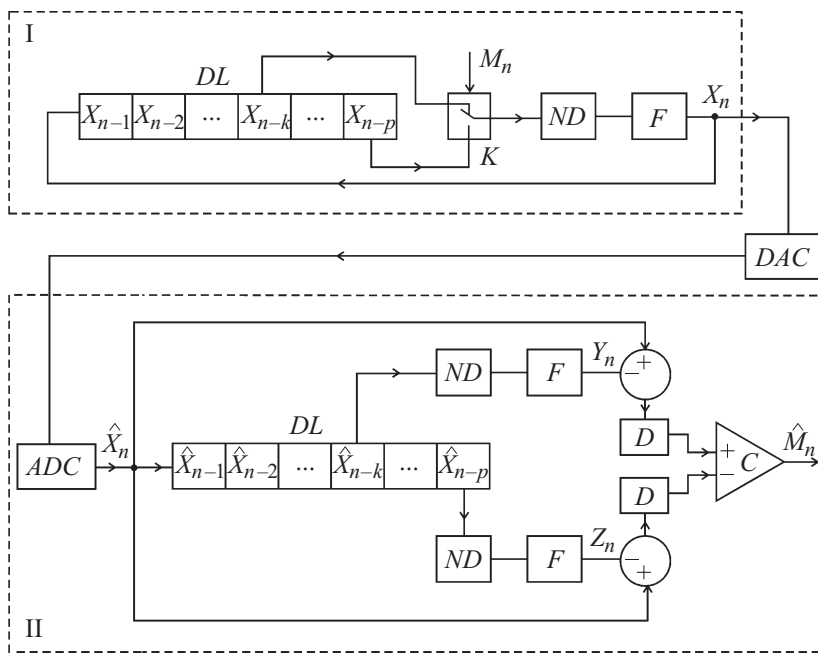 I
M_n
DL
X_{n-1} X_{n-2} ... X_{n-k} ... X_{n-p}
ND
F
X_n
K
DAC
ND
F
Y_n
+
−
DL
X̂_n
D
M̂_n
ADC
X̂_{n-1} X̂_{n-2} ... X̂_{n-k} ... X̂_{n-p}
+
−
C
D
ND
F
Z_n
−
+
II